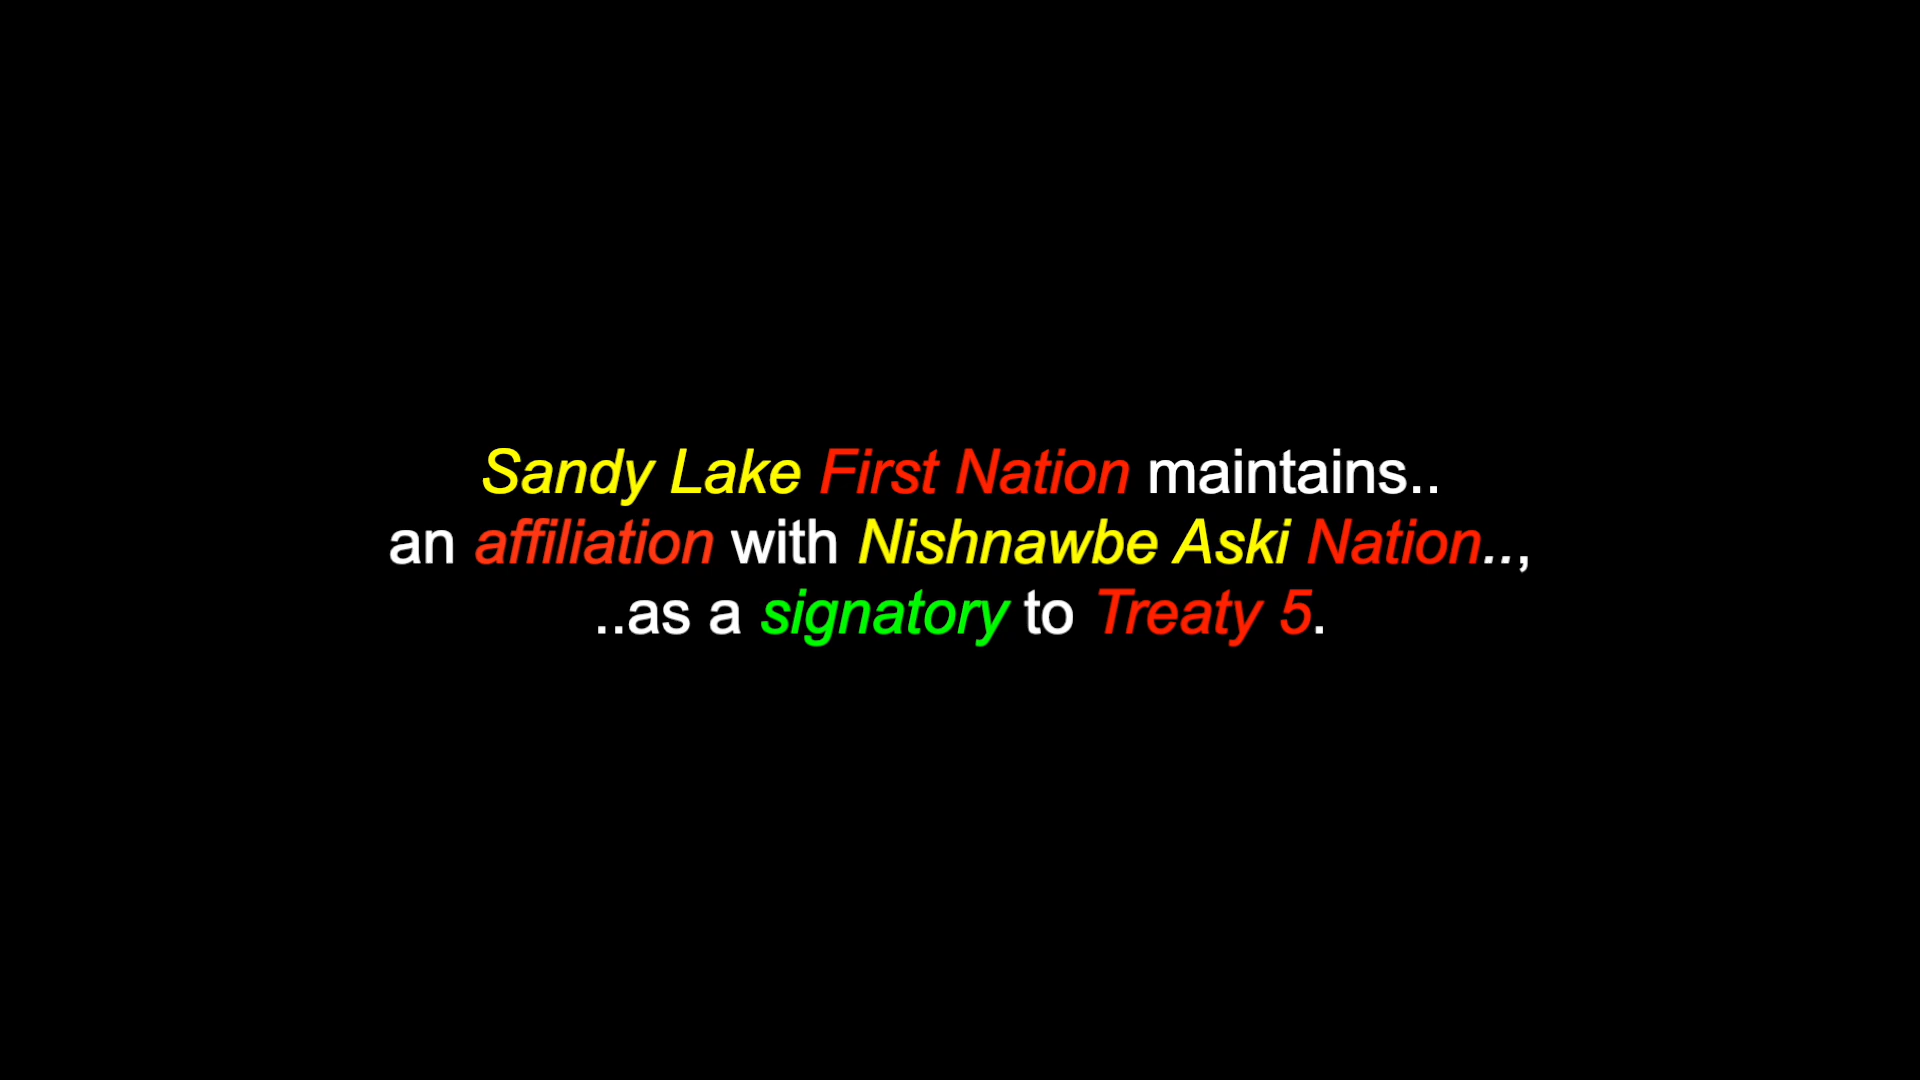 Sandy Lake First Nation maintains..
an affiliation with Nishnawbe Aski Nation..,
..as a signatory to Treaty 5.